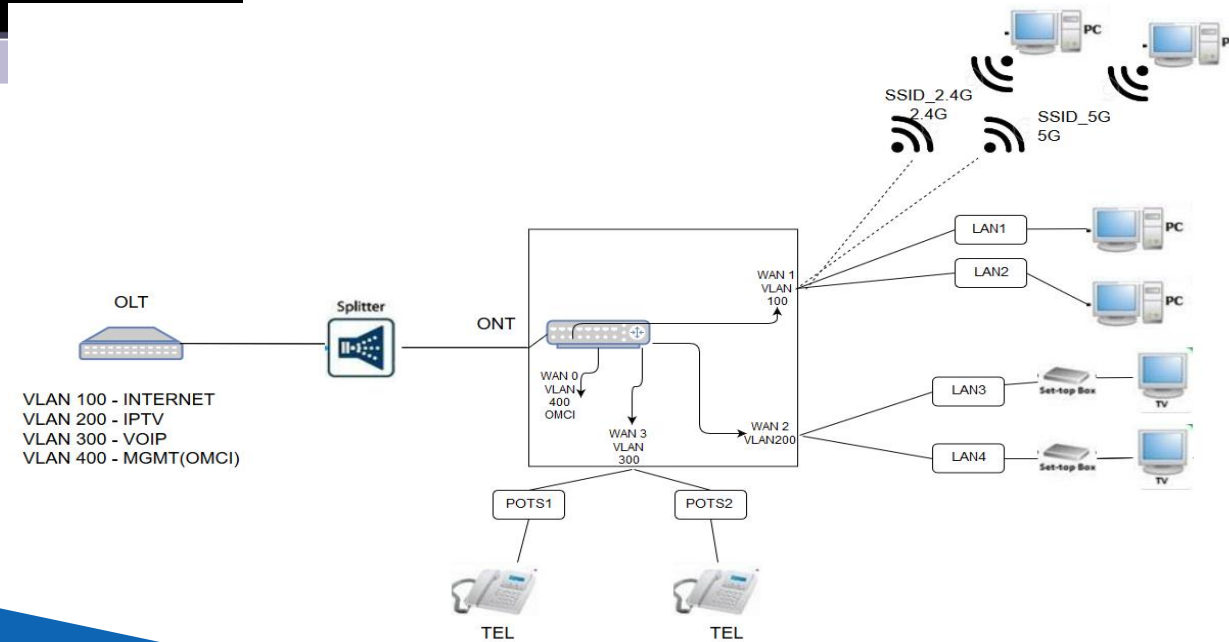 PC
SSID_2.4G
2.4G
SSID_5G
5G
LAN1
PC
LAN2
PC
WAN 1
VLAN
100
OLT
Splitter
ONT
WAN 0
VLAN
400
OMCI
WAN 3
VLAN
300
WAN 2
VLAN200
LAN3
Set-top Box
TV
LAN4
Set-top Box
TV
VLAN 100 - INTERNET
VLAN 200 - IPTV
VLAN 300 - VOIP
VLAN 400 - MGMT(OMCI)
POTS1
POTS2
TEL
TEL